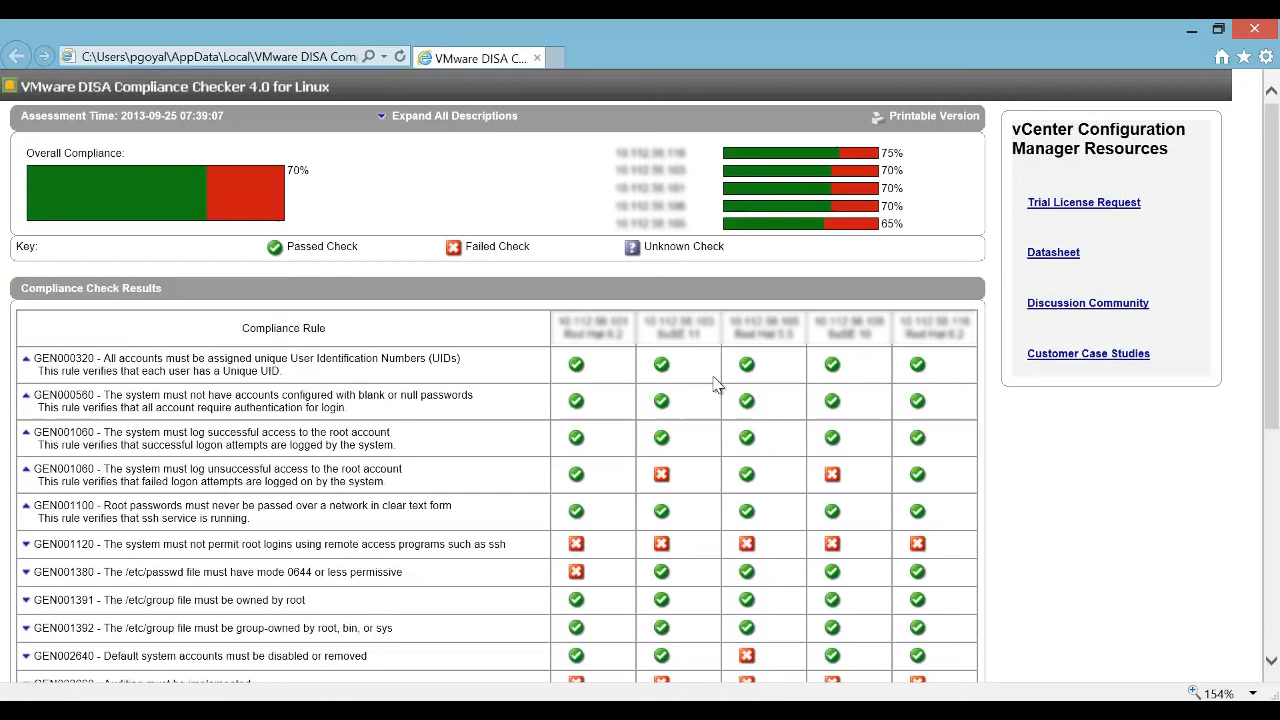 C:\Users\pgoyal\AppData\Local\VMware DISA Com
VMware DISA C...
VMware DISA Compliance Checker 4.0 for Linux
Assessment Time: 2013-09-25 07:39:07
Expand All Descriptions
Printable Version
Overall Compliance:
70%
75%
70%
70%
70%
65%
Key:
Passed Check
Failed Check
Unknown Check
vCenter Configuration
Manager Resources
Trial License Request
Datasheet
Discussion Community
Customer Case Studies
Compliance Check Results
Compliance Rule
GEN000320 - All accounts must be assigned unique User Identification Numbers (UIDs)
This rule verifies that each user has a Unique UID.
GEN000560 - The system must not have accounts configured with blank or null passwords
This rule verifies that all account require authentication for login.
GEN001060 - The system must log successful access to the root account
This rule verifies that successful logon attempts are logged by the system.
GEN001060 - The system must log unsuccessful access to the root account
This rule verifies that failed logon attempts are logged on by the system.
GEN001100 - Root passwords must never be passed over a network in clear text form
This rule verifies that ssh service is running.
GEN001120 - The system must not permit root logins using remote access programs such as ssh
GEN001380 - The /etc/passwd file must have mode 0644 or less permissive
GEN001391 - The /etc/group file must be owned by root
GEN001392 - The /etc/group file must be group-owned by root, bin, or sys
GEN002640 - Default system accounts must be disabled or removed
154%